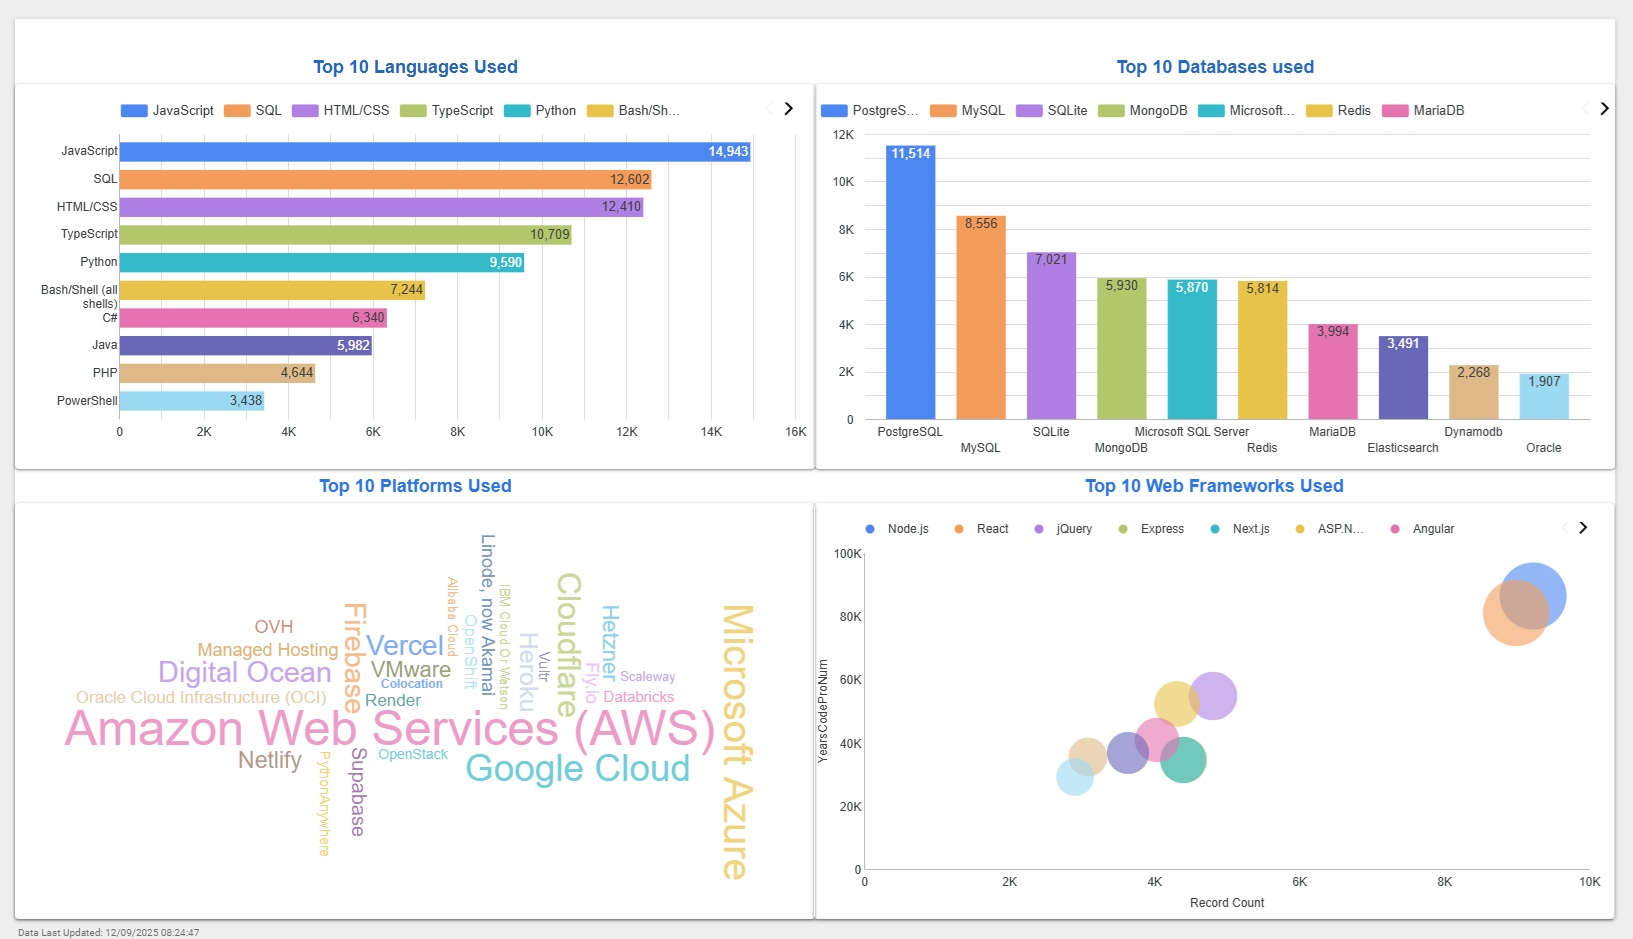 Top 10 Languages Used
JavaScript SQL HTML/CSS TypeScript Python Bash/Sh...
JavaScript 14,943
SQL 12,602
HTML/CSS 12,410
TypeScript 10,709
Python 9,590
Bash/Shell (all
shells) 7,244
C# 6,340
Java 5,982
PHP 4,644
PowerShell 3,438
0 2K 4K 6K 8K 10K 12K 14K 16K
Top 10 Databases used
PostgreS... MySQL SQLite MongoDB Microsoft... Redis MariaDB
12K
10K
8K
6K
4K
2K
0
11,514
8,556
7,021
5,930
5,870
5,814
3,994
3,491
2,268
1,907
PostgreSQL SQLite Microsoft SQL Server MariaDB Dynamodb
MySQL MongoDB Redis Elasticsearch Oracle
Top 10 Platforms Used
Linode, now Akamai
Alibaba Cloud
IBM Cloud Or Watson
Cloudflare
Firebase
Hetzner
Microsoft Azure
OpenShift
OVH
Heroku
Vercel
Managed Hosting
Vultr
Digital Ocean
VMware
Fly.io
Scaleway
Colocation
Oracle Cloud Infrastructure (OCI)
Render
Databricks
Amazon Web Services (AWS)
Netlify
PythonAnywhere
Supabase
OpenStack
Google Cloud
Top 10 Web Frameworks Used
Node.js React jQuery Express Next.js ASP.N... Angular
100K
80K
60K
40K
20K
0
YearsCodeProNum
0 2K 4K 6K 8K 10K
Record Count
Data Last Updated: 12/09/2025 08:24:47